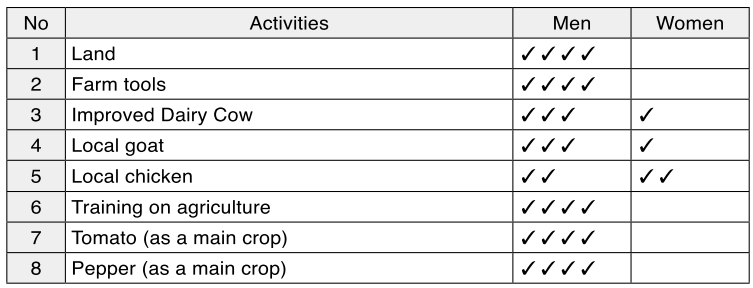 No Activities Men Women
1 Land ✓✓✓✓
2 Farm tools ✓✓✓✓
3 Improved Dairy Cow ✓✓✓ ✓
4 Local goat ✓✓✓ ✓
5 Local chicken ✓✓ ✓✓
6 Training on agriculture ✓✓✓✓
7 Tomato (as a main crop) ✓✓✓✓
8 Pepper (as a main crop) ✓✓✓✓